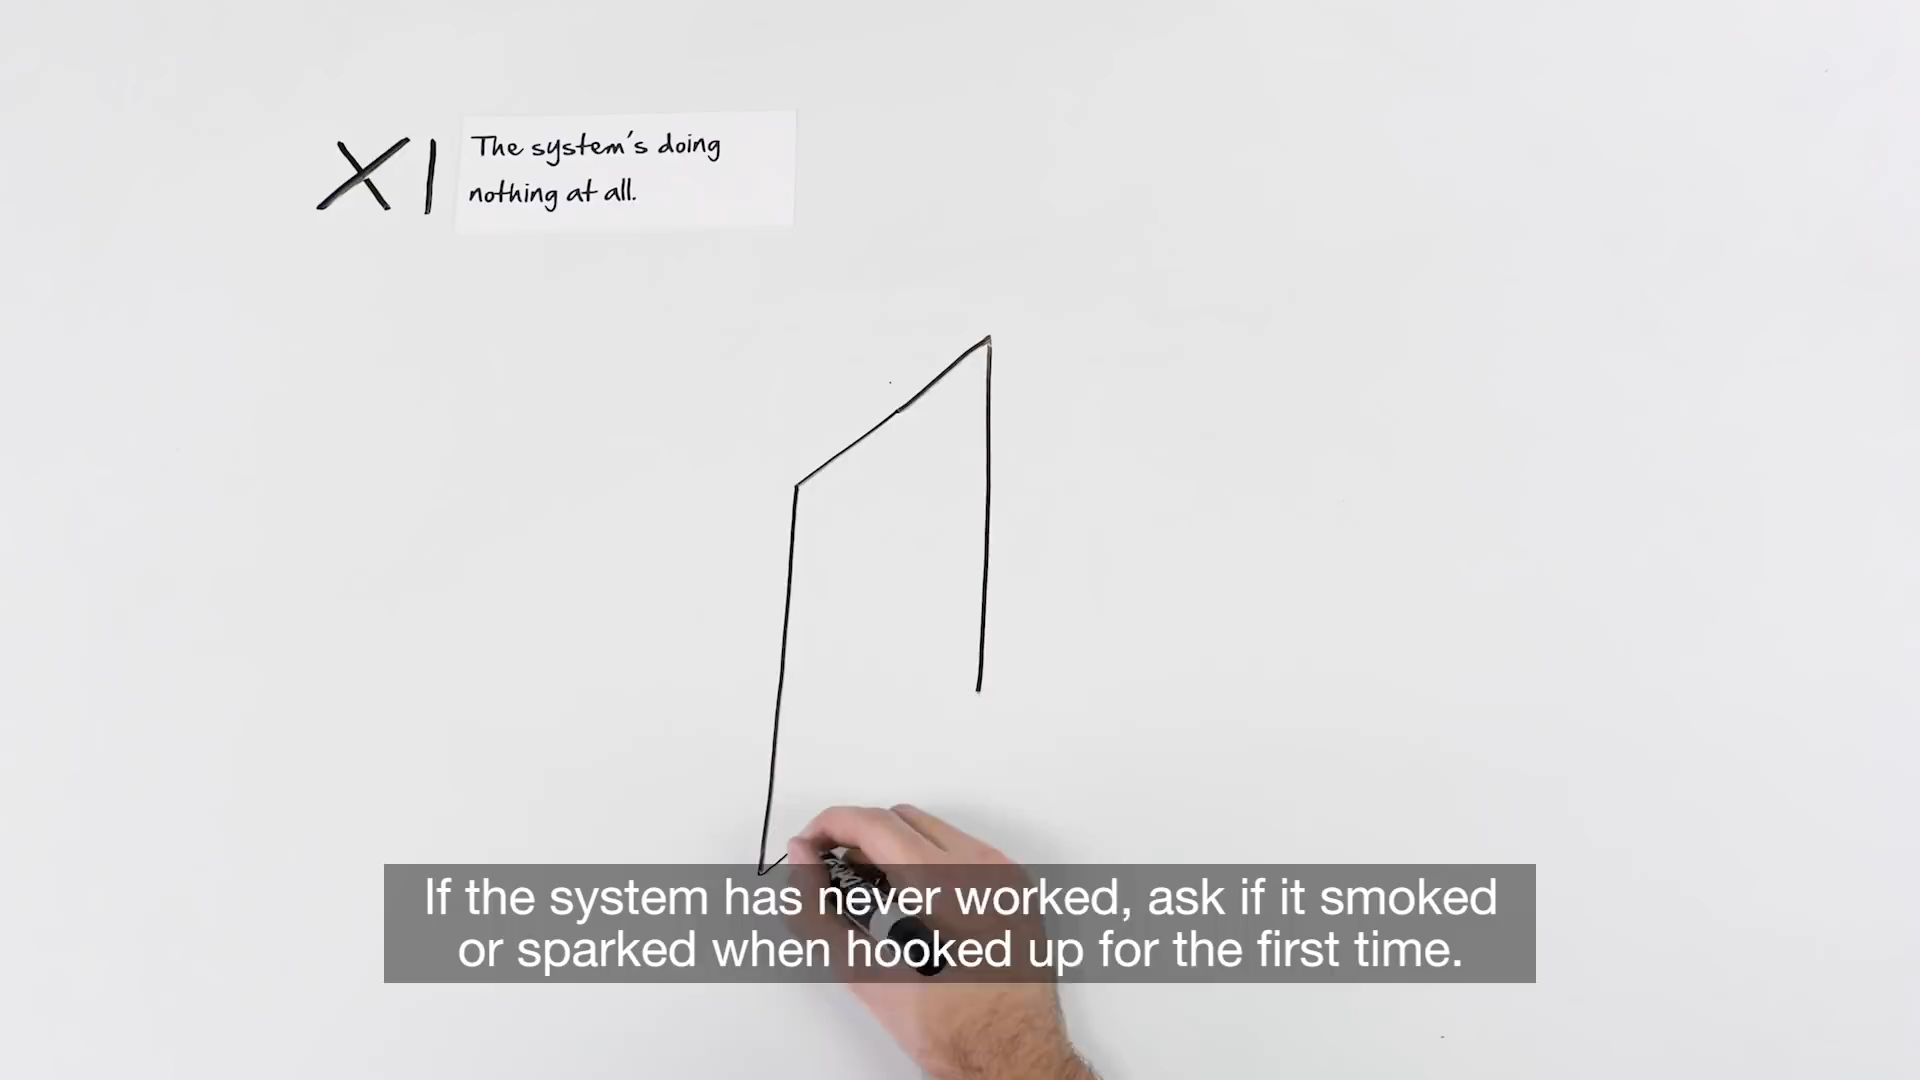 XI
The system's doing
nothing at all.
If the system has never worked, ask if it smoked
or sparked when hooked up for the first time.